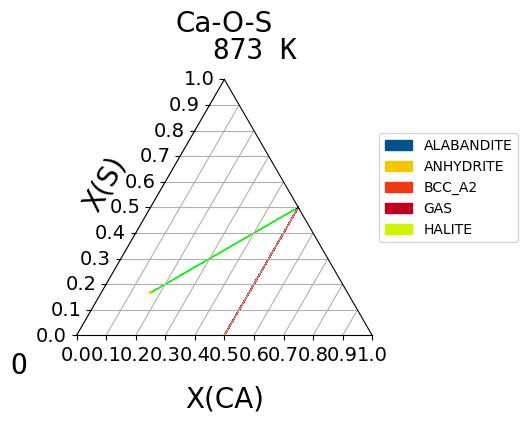 Ca-O-S
873 K
X(S)
1.0
0.9
0.8
0.7
0.6
0.5
0.4
0.3
0.2
0.1
0.0
0.00.10.20.30.40.50.60.70.80.91.0
O
X(CA)
ALABANDITE
ANHYDRITE
BCC_A2
GAS
HALITE